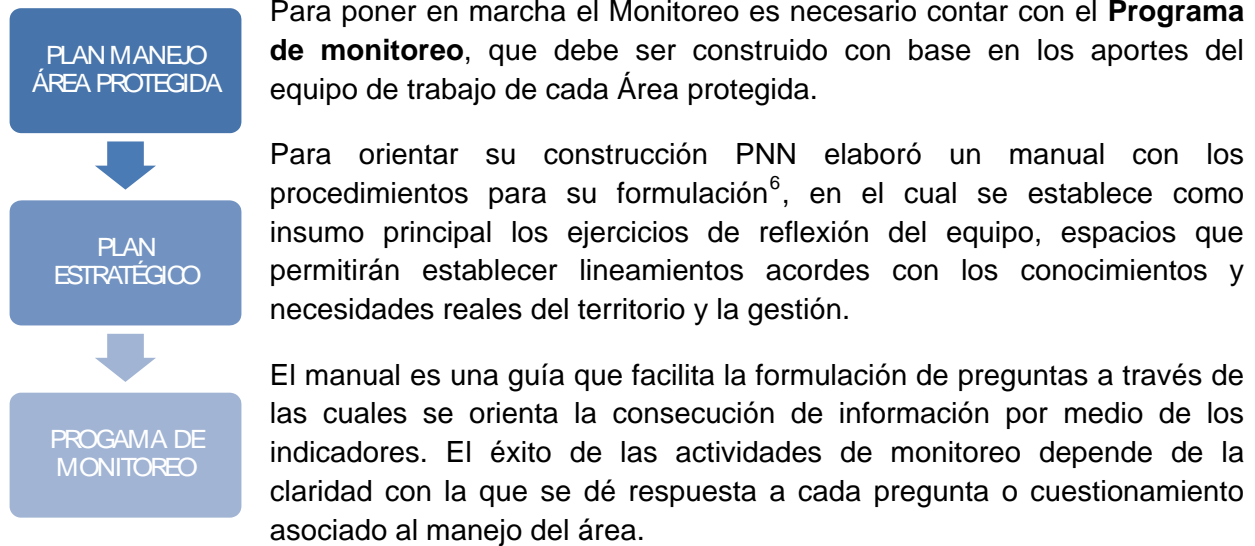 PLAN MANEJO
ÁREA PROTEGIDA
PLAN
ESTRATÉGICO
PROGAMA DE
MONITOREO
Para poner en marcha el Monitoreo es necesario contar con el Programa
de monitoreo, que debe ser construido con base en los aportes del
equipo de trabajo de cada Área protegida.
Para orientar su construcción PNN elaboró un manual con los
procedimientos para su formulación6, en el cual se establece como
insumo principal los ejercicios de reflexión del equipo, espacios que
permitirán establecer lineamientos acordes con los conocimientos y
necesidades reales del territorio y la gestión.
El manual es una guía que facilita la formulación de preguntas a través de
las cuales se orienta la consecución de información por medio de los
indicadores. El éxito de las actividades de monitoreo depende de la
claridad con la que se dé respuesta a cada pregunta o cuestionamiento
asociado al manejo del área.